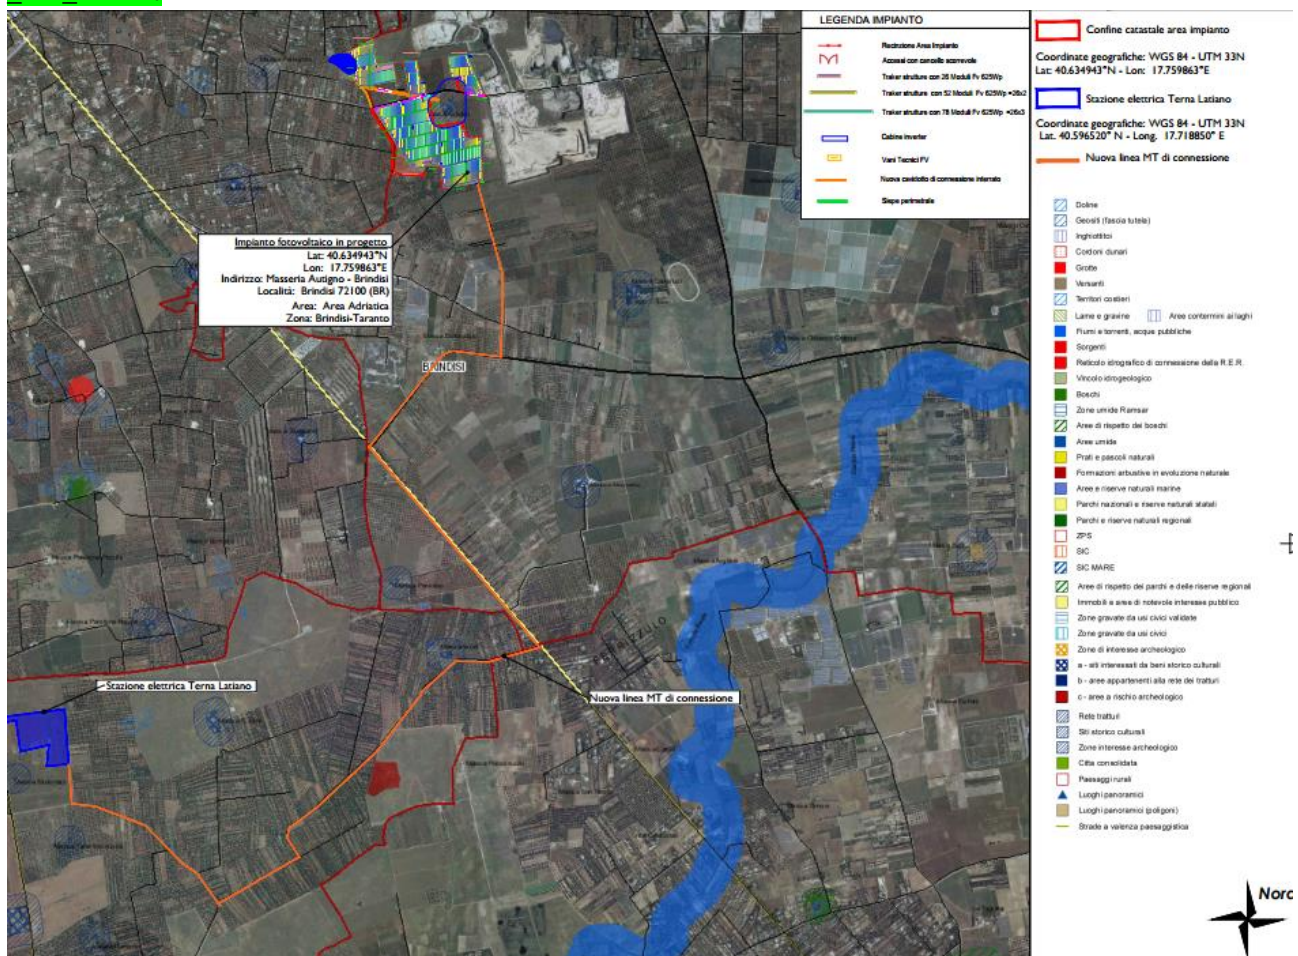 LEGENDA IMPIANTO
Recinzione Area Impianto
Accesso con cancello scorrevole
Traker strutture con 26 Moduli Fv 625Wp
Traker strutture con 52 Moduli Fv 625Wp =26x2
Traker strutture con 78 Moduli Fv 625Wp =26x3
Cabine inverter
Vani Tecnici FV
Nuovo cavidotto di connessione interrato
Siepe perimetrale
Confine catastale area impianto
Coordinate geografiche: WGS 84 - UTM 33N
Lat: 40.634943°N - Lon: 17.759863°E
Stazione elettrica Terna Latiano
Coordinate geografiche: WGS 84 - UTM 33N
Lat. 40.596520° N - Long. 17.718850° E
Nuova linea MT di connessione
Doline
Geositi (fascia tutela)
Inghiottitoi
Cordoni dunari
Grotte
Versanti
Territori costieri
Lame e gravine
Aree contermini ai laghi
Fiumi e torrenti, acque pubbliche
Sorgenti
Reticolo idrografico di connessione della R.E.R.
Vincolo idrogeologico
Boschi
Zone umide Ramsar
Aree di rispetto dei boschi
Aree umide
Prati e pascoli naturali
Formazioni arbustive in evoluzione naturale
Aree e riserve naturali marine
Parchi nazionali e riserve naturali statali
Parchi e riserve naturali regionali
ZPS
SIC
SIC MARE
Aree di rispetto dei parchi e delle riserve regionali
Immobili e aree di notevole interesse pubblico
Zone gravate da usi civici validate
Zone gravate da usi civici
Zone di interesse archeologico
a - siti interessati da beni storico culturali
b - aree appartenenti alla rete dei tratturi
c - aree a rischio archeologico
Rete tratturi
Siti storico culturali
Zone interesse archeologico
Citta consolidata
Paesaggi rurali
Luoghi panoramici
Luoghi panoramici (poligoni)
Strade a valenza paesaggistica
Nord
Impianto fotovoltaico in progetto
Lat: 40.634943°N
Lon: 17.759863°E
Indirizzo: Masseria Autigno - Brindisi
Località: Brindisi 72100 (BR)
Area: Area Adriatica
Zona: Brindisi-Taranto
BRINDISI
Stazione elettrica Terna Latiano
Nuova linea MT di connessione